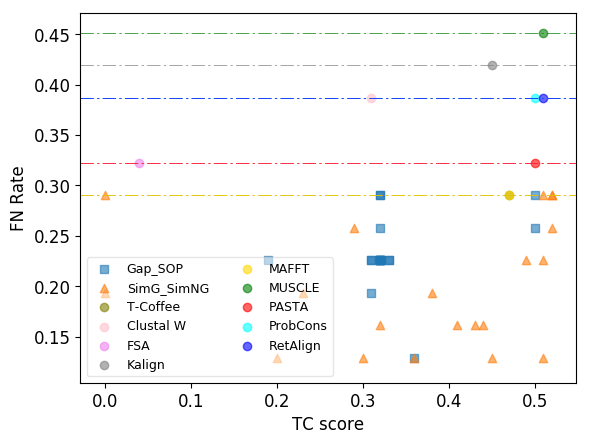 0.45
0.40
0.35
0.30
0.25
0.20
0.15
FN Rate
Gap_SOP
SimG_SimNG
T-Coffee
Clustal W
FSA
Kalign
MAFFT
MUSCLE
PASTA
ProbCons
RetAlign
0.0 0.1 0.2 0.3 0.4 0.5
TC score